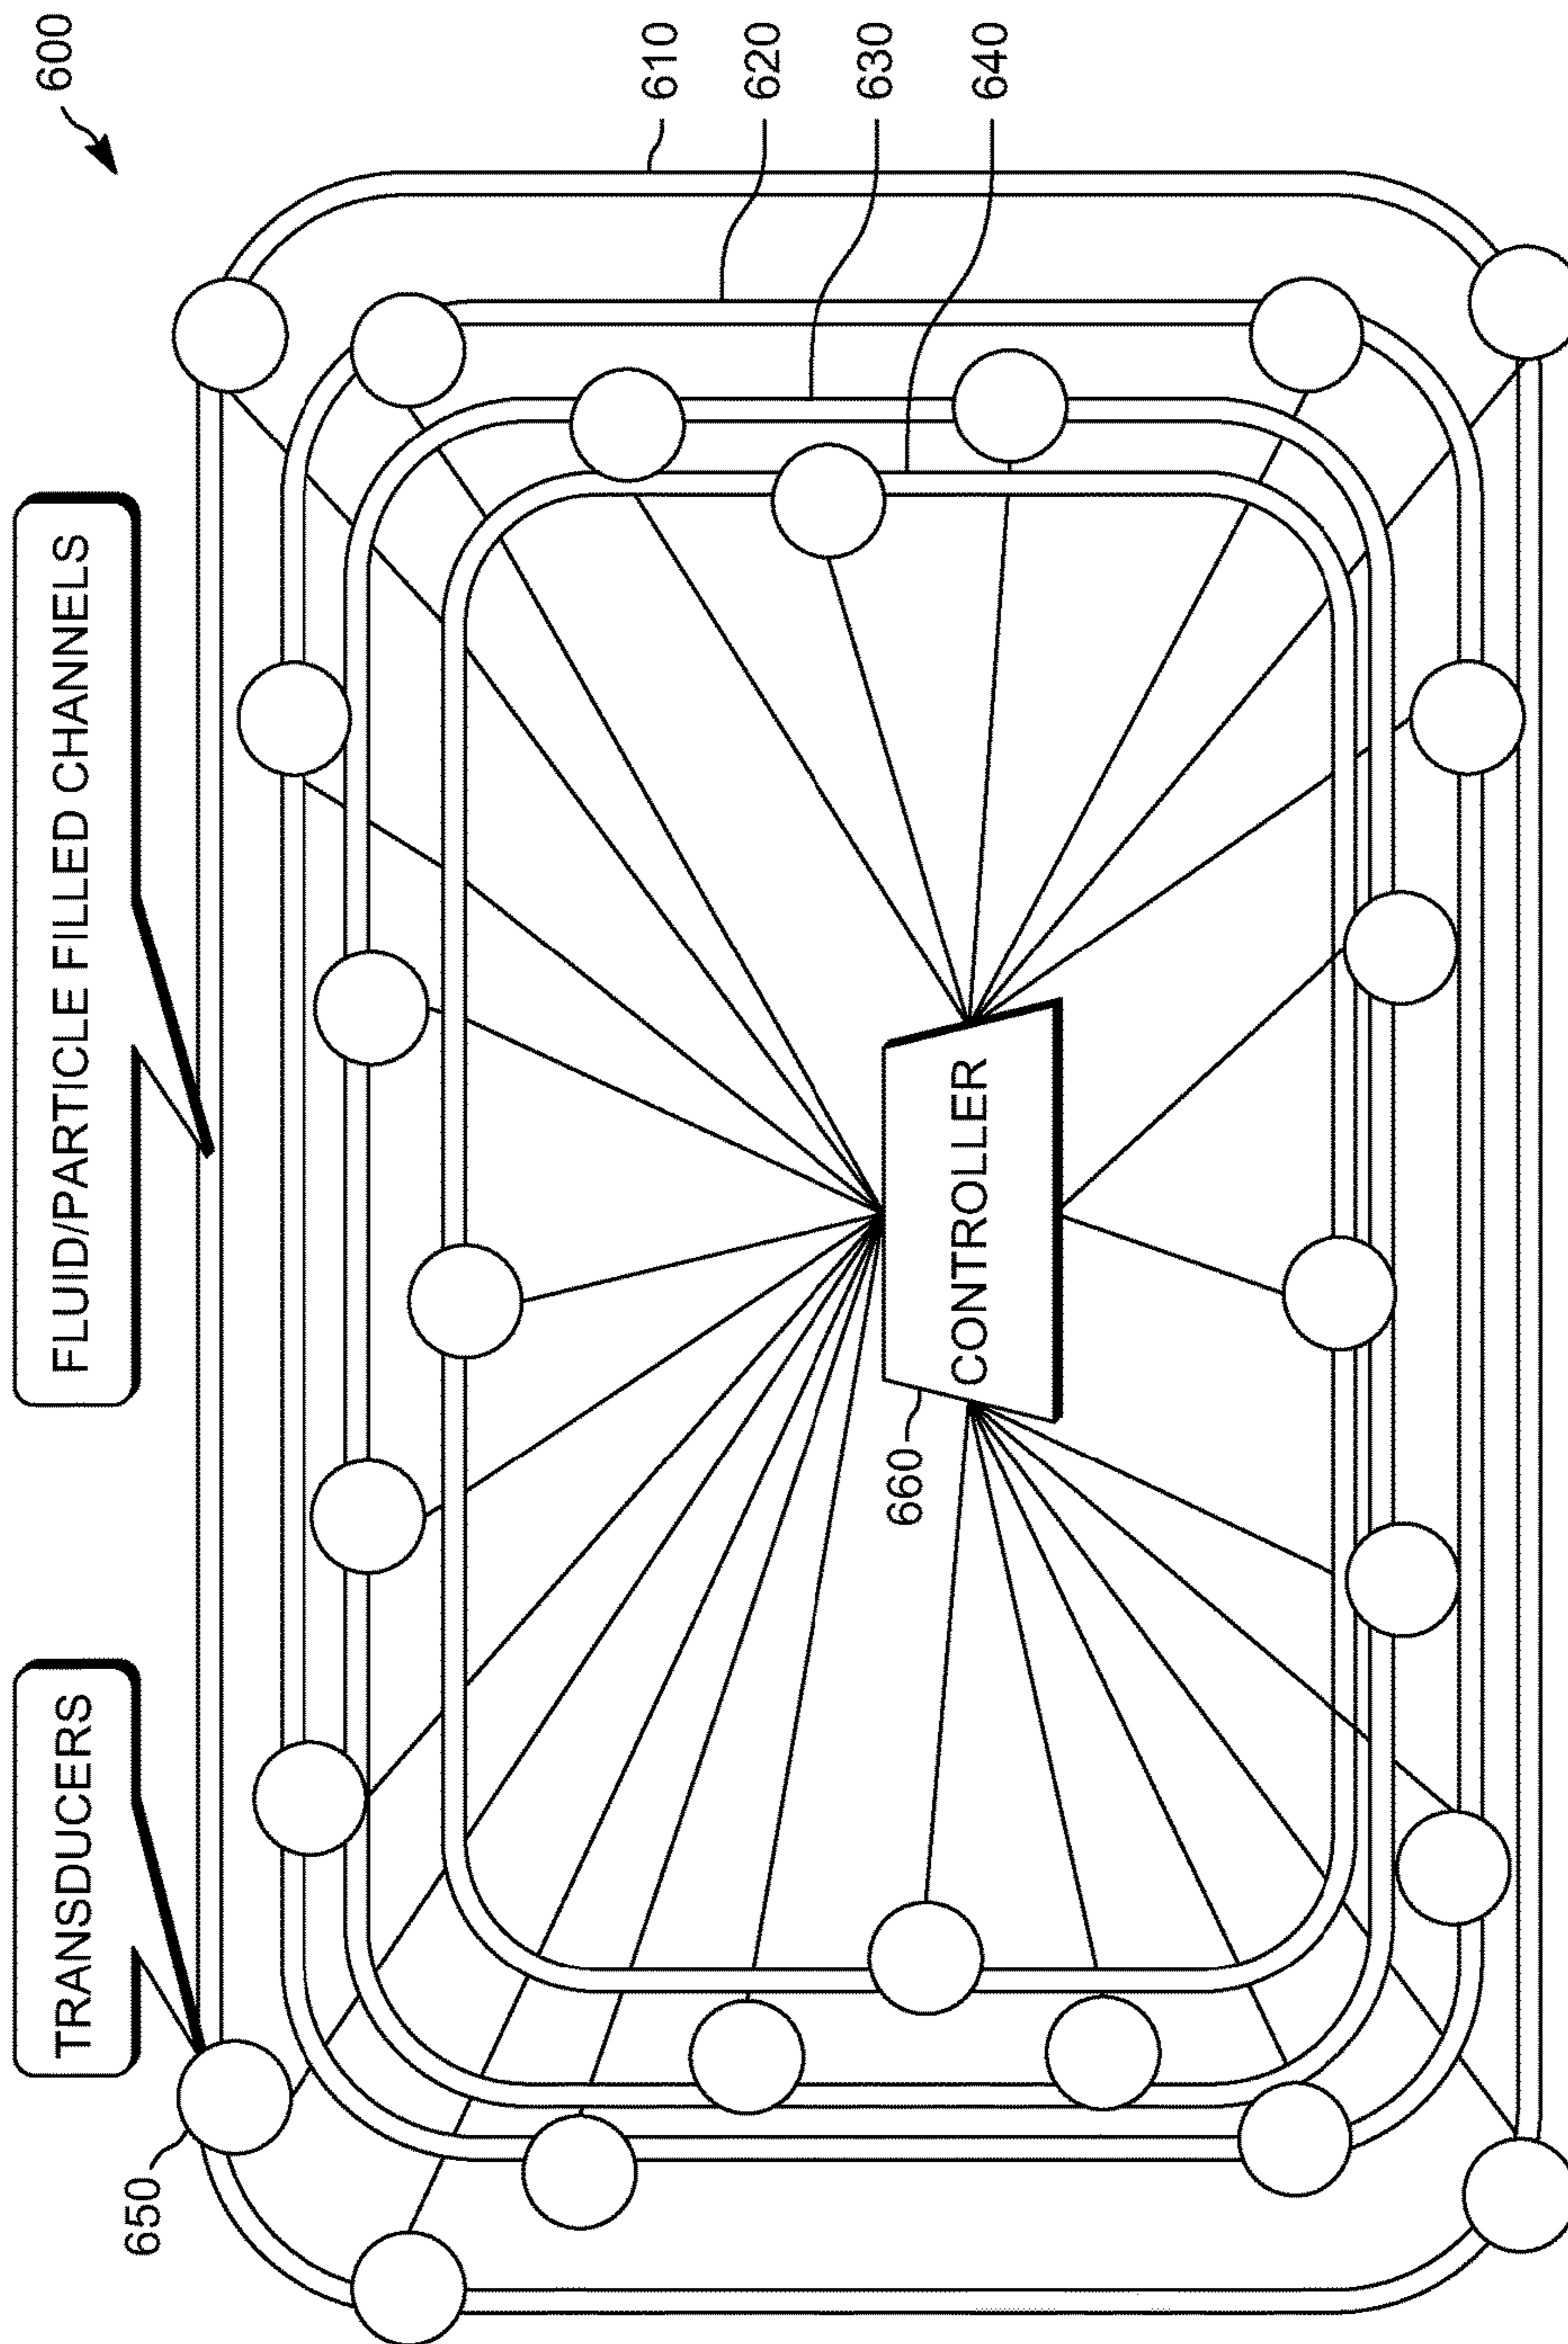 600
TRANSDUCERS
FLUID/PARTICLE FILLED CHANNELS
610
620
630
640
650
660
CONTROLLER